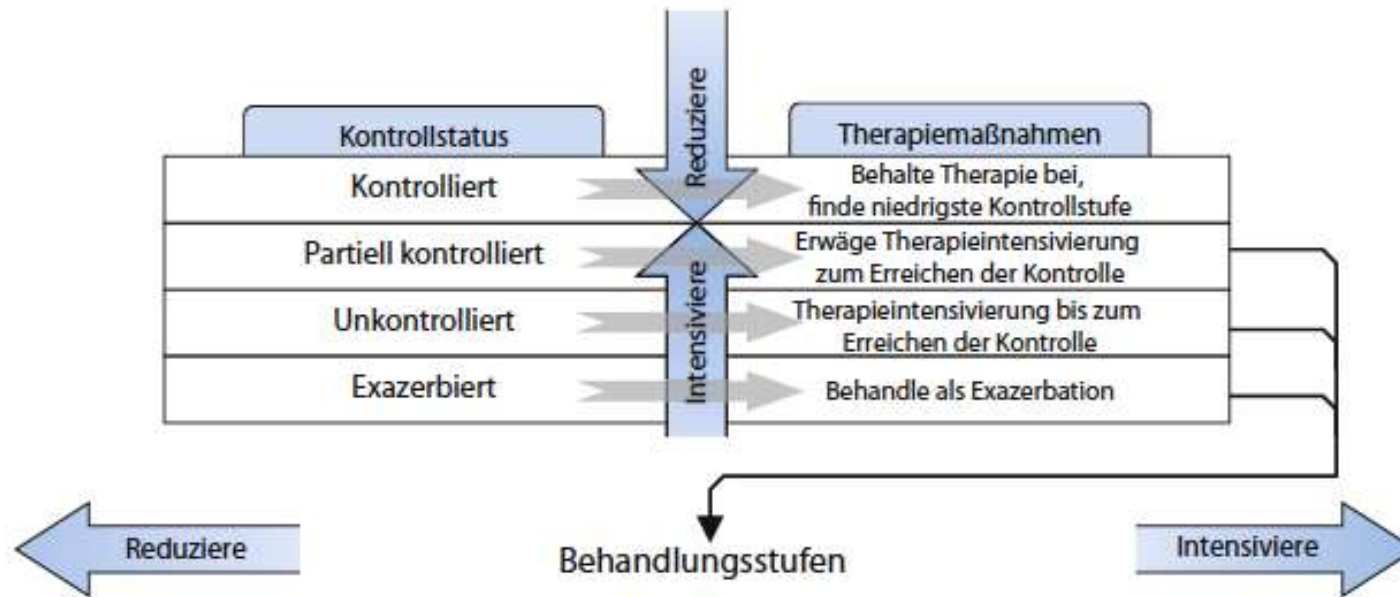 Reduziere
Kontrollstatus
Therapiemaßnahmen
Kontrolliert
Behalte Therapie bei,
finde niedrigste Kontrollstufe
Partiell kontrolliert
Erwäge Therapieintensivierung
zum Erreichen der Kontrolle
Intensiviere
Unkontrolliert
Therapieintensivierung bis zum
Erreichen der Kontrolle
Exazerbiert
Behandle als Exazerbation
Reduziere
Behandlungsstufen
Intensiviere